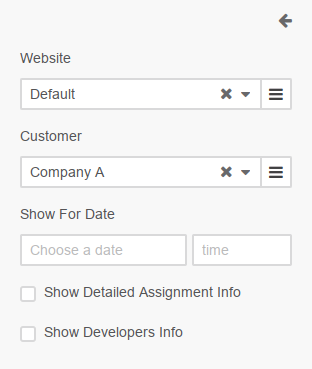 Website
Default
Customer
Company A
Show For Date
Choose a date
time
Show Detailed Assignment Info
Show Developers Info